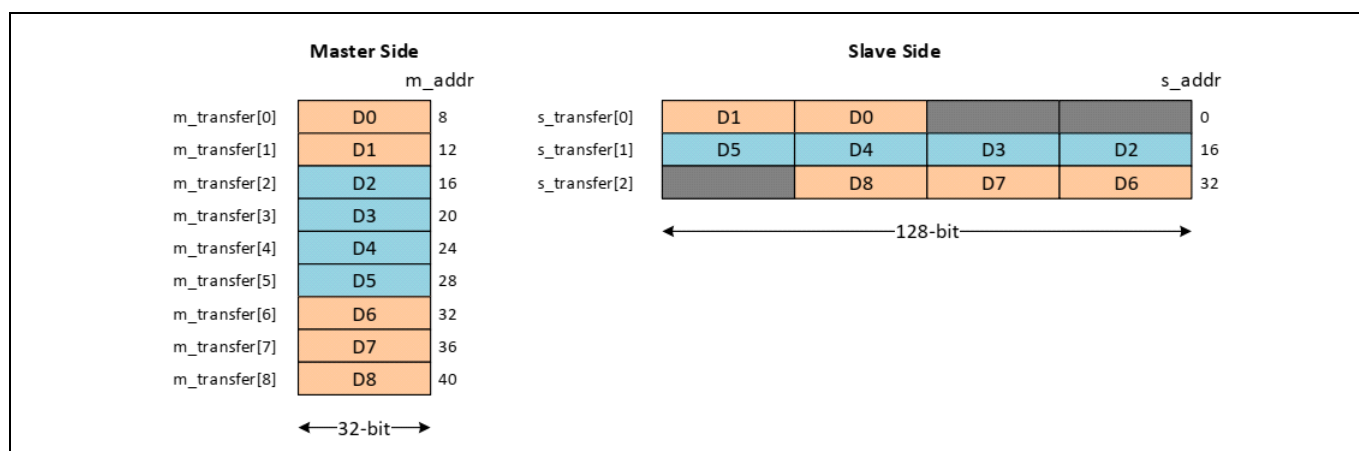 Master Side Slave Side
m_addr s_addr
m_transfer[0] D0 8 s_transfer[0] D1 D0 0
m_transfer[1] D1 12 s_transfer[1] D5 D4 D3 D2 16
m_transfer[2] D2 16 s_transfer[2] D8 D7 D6 32
m_transfer[3] D3 20
m_transfer[4] D4 24 128-bit
m_transfer[5] D5 28
m_transfer[6] D6 32
m_transfer[7] D7 36
m_transfer[8] D8 40
32-bit